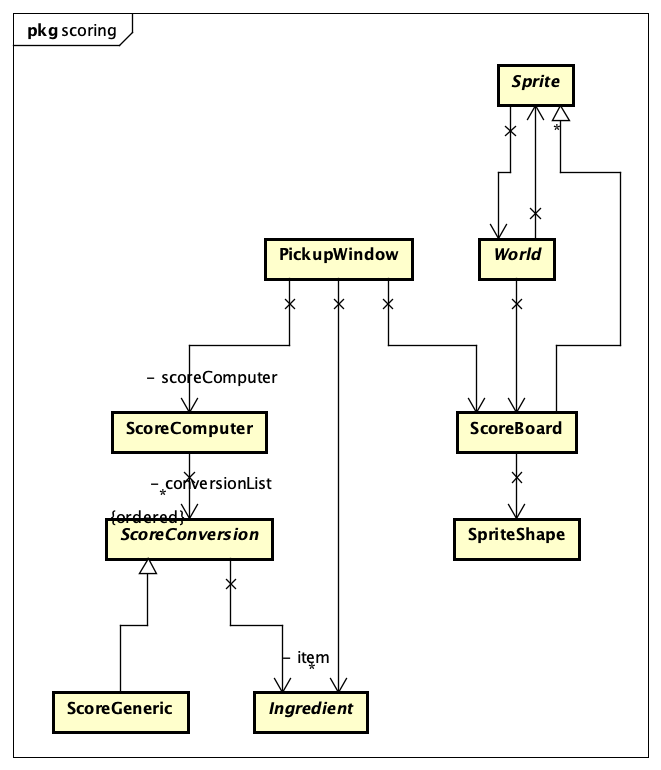 pkg scoring
Sprite
*
PickupWindow
World
- scoreComputer
ScoreComputer
ScoreBoard
- conversionList
*
{ordered}
ScoreConversion
SpriteShape
- item
*
ScoreGeneric
Ingredient